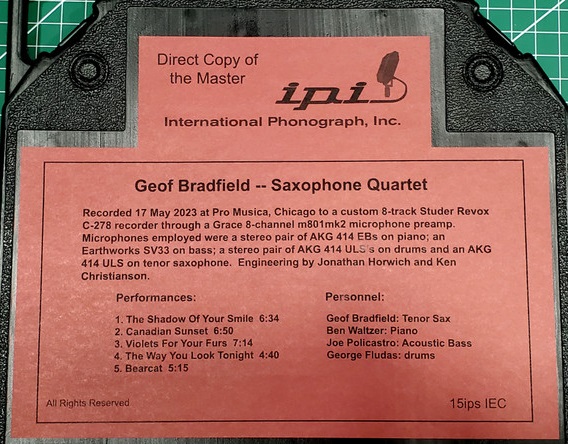 Direct Copy of
the Master
ipi
International Phonograph, Inc.
Geof Bradfield -- Saxophone Quartet
Recorded 17 May 2023 at Pro Musica, Chicago to a custom 8-track Studer Revox
C-278 recorder through a Grace 8-channel m801mk2 microphone preamp.
Microphones employed were a stereo pair of AKG 414 EBs on piano; an
Earthworks SV33 on bass; a stereo pair of AKG 414 ULS's on drums and an AKG
414 ULS on tenor saxophone. Engineering by Jonathan Horwich and Ken
Christianson.
Performances:
1. The Shadow Of Your Smile 6:34
2. Canadian Sunset 6:50
3. Violets For Your Furs 7:14
4. The Way You Look Tonight 4:40
5. Bearcat 5:15
Personnel:
Geof Bradfield: Tenor Sax
Ben Waltzer: Piano
Joe Policastro: Acoustic Bass
George Fludas: drums
All Rights Reserved
15ips IEC